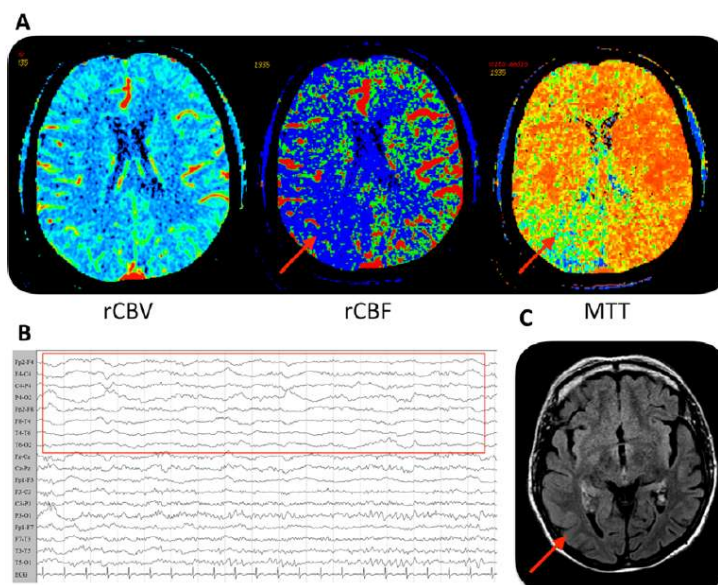 A
1935
1935
rCBV
rCBF
MTT
B
C
Fp2-F4
F4-C4
C4-P4
P4-O2
Fp2-F8
F8-T4
T4-T6
T6-O2
Fz-Cz
Cz-Pz
Fp1-F3
F3-C3
C3-P3
P3-O1
Fp1-F7
F7-T3
T3-T5
T5-O1
ECG